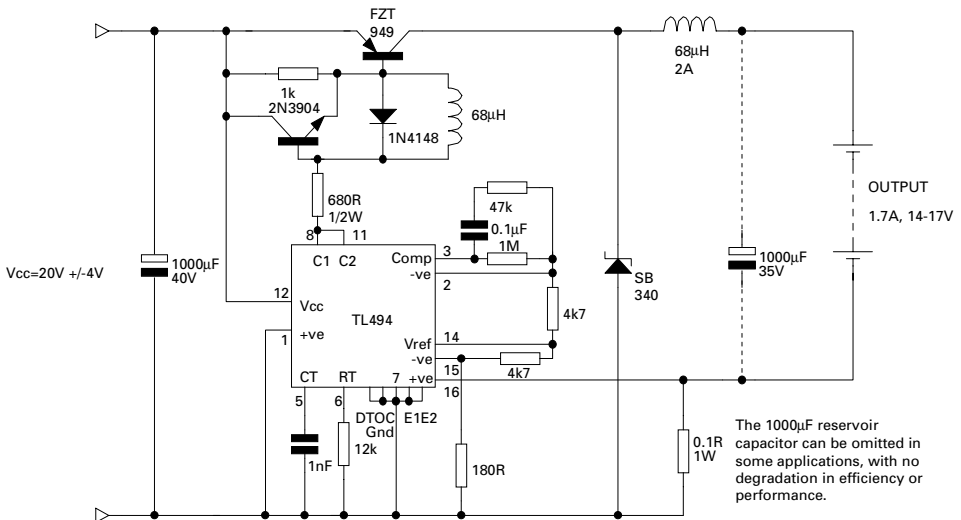 FZT
949
68μH
2A
1k
2N3904
1N4148
68μH
680R
1/2W
8
11
C1 C2
47k
0.1μF
1M
Comp
3
-ve
2
OUTPUT
1.7A, 14-17V
Vcc=20V +/-4V
1000μF
40V
12
Vcc
TL494
+ve
1
4k7
SB
340
1000μF
35V
Vref
14
-ve
15
4k7
+ve
16
CT
RT
7
5
6
DTOC
Gnd
E1E2
1nF
12k
180R
0.1R
1W
The 1000μF reservoir
capacitor can be omitted in
some applications, with no
degradation in efficiency or
performance.